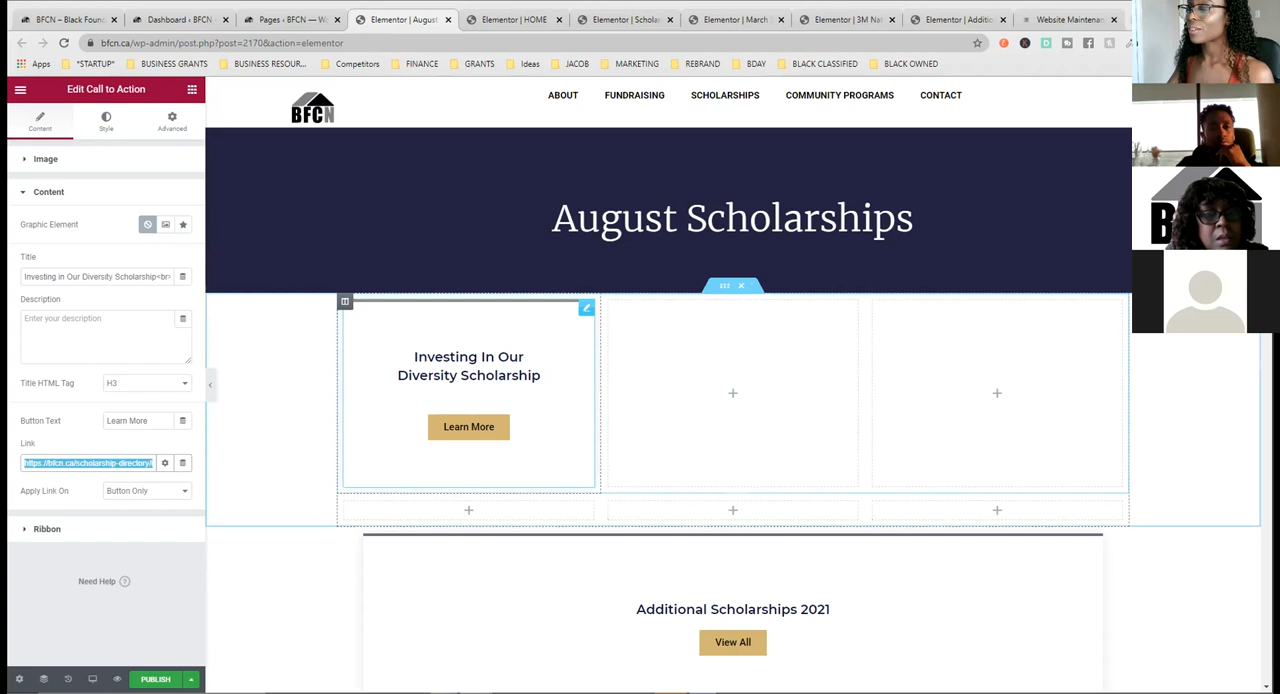 BFCN – Black Foun
Dashboard ‹ BFCN –
Pages ‹ BFCN — Wo
Elementor | August
Elementor | HOME
Elementor | Schola
Elementor | March
Elementor | 3M Na
Elementor | Additio
Website Maintenan
bfcn.ca/wp-admin/post.php?post=2170&action=elementor
Apps
*STARTUP*
BUSINESS GRANTS
BUSINESS RESOUR...
Competitors
FINANCE
GRANTS
Ideas
JACOB
MARKETING
REBRAND
BDAY
BLACK CLASSIFIED
BLACK OWNED
Edit Call to Action
Content
Style
Advanced
Image
Content
Graphic Element
Title
Investing in Our Diversity Scholarship<br>
Description
Enter your description
Title HTML Tag
H3
Button Text
Learn More
Link
https://bfcn.ca/scholarship-directory/
Apply Link On
Button Only
Ribbon
Need Help
PUBLISH
BFCN
ABOUT
FUNDRAISING
SCHOLARSHIPS
COMMUNITY PROGRAMS
CONTACT
August Scholarships
Investing In Our
Diversity Scholarship
Learn More
Additional Scholarships 2021
View All